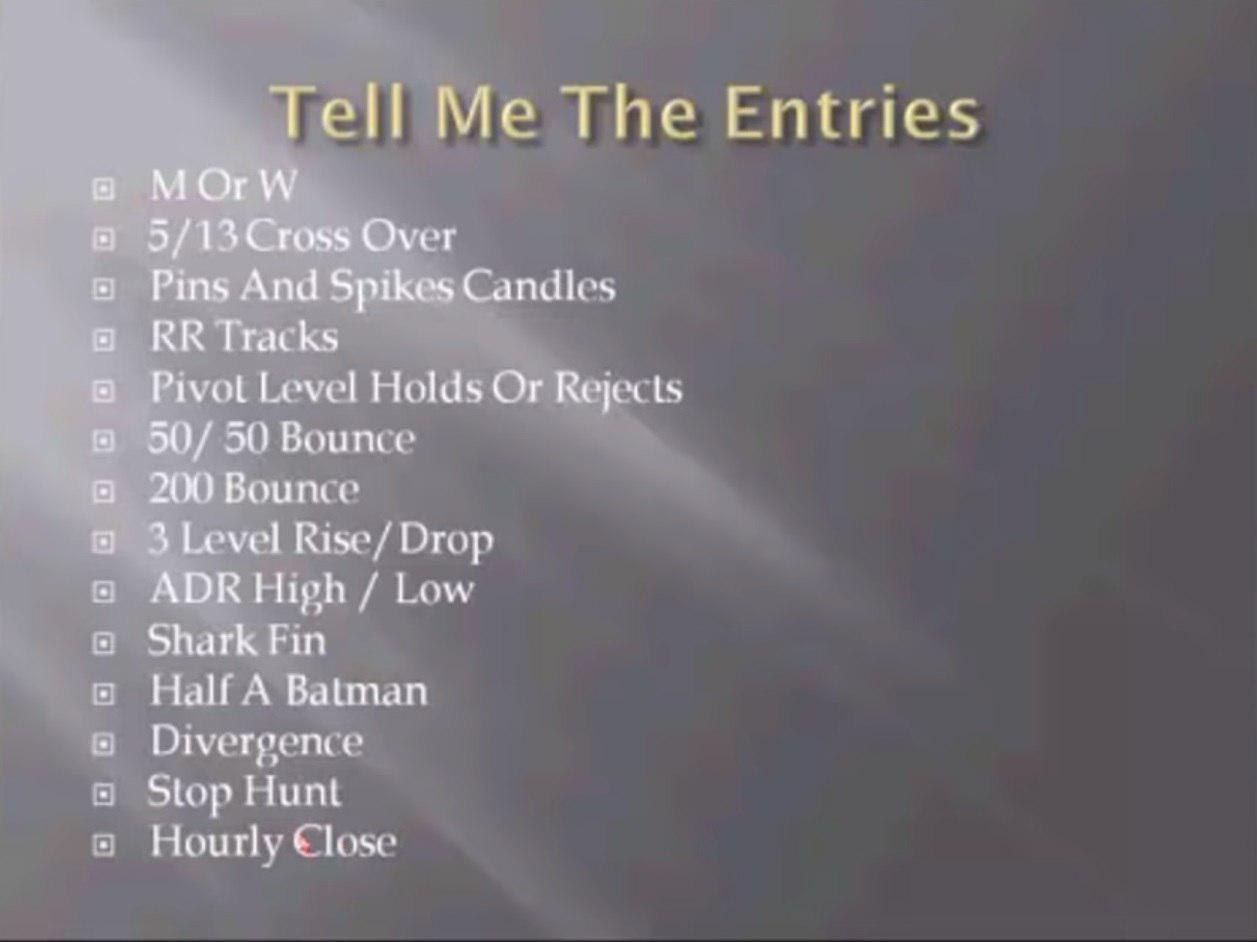 Tell Me The Entries
M Or W
5/13 Cross Over
Pins And Spikes Candles
RR Tracks
Pivot Level Holds Or Rejects
50/ 50 Bounce
200 Bounce
3 Level Rise/Drop
ADR High / Low
Shark Fin
Half A Batman
Divergence
Stop Hunt
Hourly Close